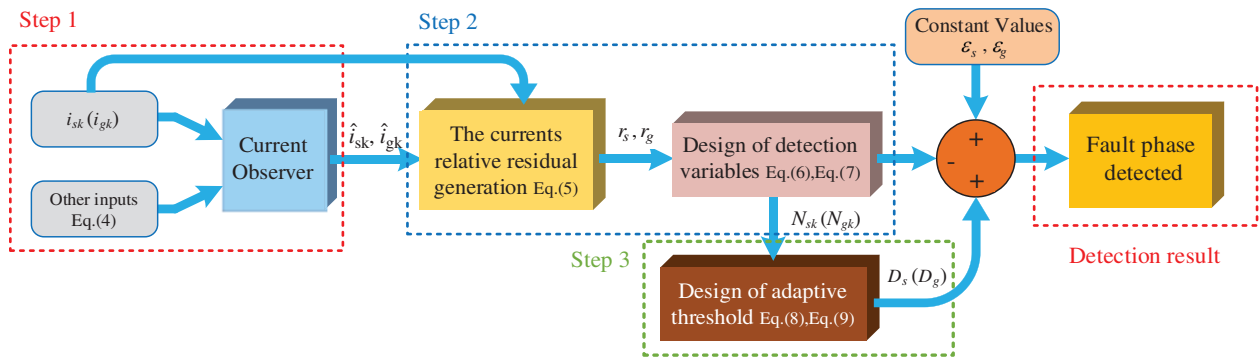 Step 1
Step 2
Constant Values
ε_s , ε_g
i_sk (i_gk)
Other inputs
Eq.(4)
Current
Observer
î_sk, î_gk
The currents
relative residual
generation Eq.(5)
r_s, r_g
Design of detection
variables Eq.(6),Eq.(7)
+
-
+
Fault phase
detected
N_sk (N_gk)
Step 3
Design of adaptive
threshold Eq.(8),Eq.(9)
D_s (D_g)
Detection result